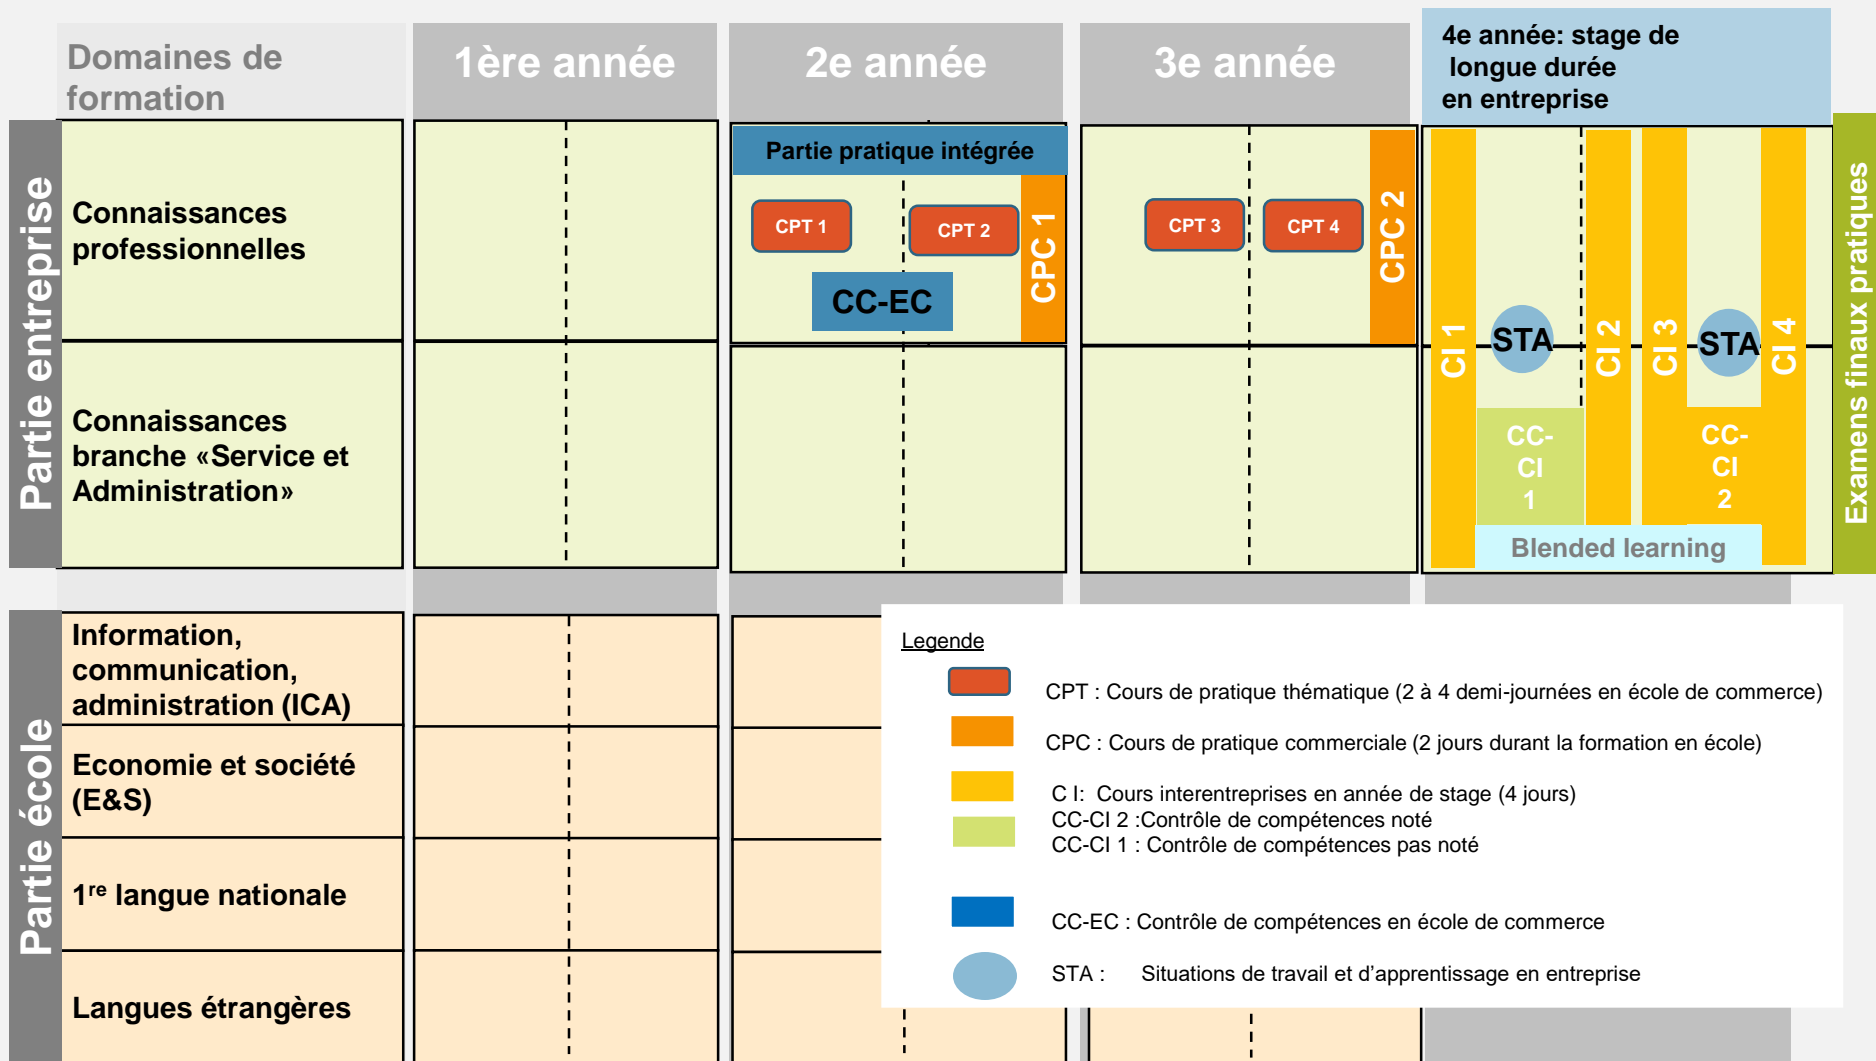 Domaines de
formation
1ère année
2e année
3e année
4e année: stage de
longue durée
en entreprise
Partie entreprise
Connaissances
professionnelles
Partie pratique intégrée
CPT 1
CPT 2
CC-EC
CPC 1
CPT 3
CPT 4
CPC 2
CI 1
STA
CI 2
CI 3
STA
CI 4
Examens finaux pratiques
Connaissances
branche «Service et
Administration»
CC-
CI
1
CC-
CI
2
Blended learning
Partie école
Information,
communication,
administration (ICA)
Economie et société
(E&S)
1re langue nationale
Langues étrangères
Legende
CPT : Cours de pratique thématique (2 à 4 demi-journées en école de commerce)
CPC : Cours de pratique commerciale (2 jours durant la formation en école)
C I: Cours interentreprises en année de stage (4 jours)
CC-CI 2 :Contrôle de compétences noté
CC-CI 1 : Contrôle de compétences pas noté
CC-EC : Contrôle de compétences en école de commerce
STA : Situations de travail et d'apprentissage en entreprise